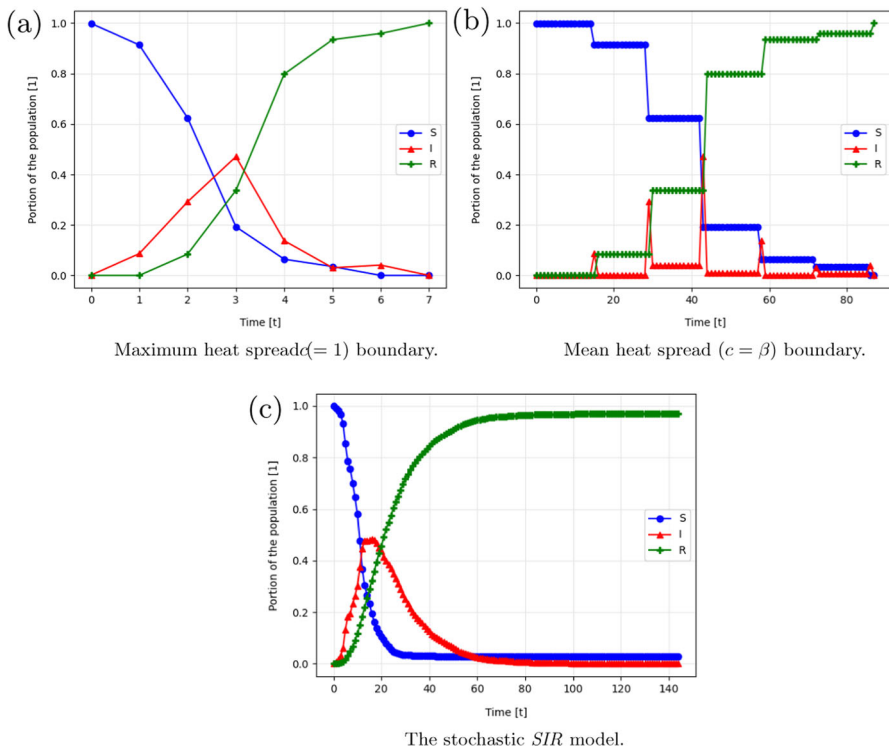 (a)
1.0
0.8
0.6
0.4
0.2
0.0
Portion of the population [1]
S
I
R
0 1 2 3 4 5 6 7
Time [t]
Maximum heat spreadc(= 1) boundary.
(b)
1.0
0.8
0.6
0.4
0.2
0.0
Portion of the population [1]
S
I
R
0 20 40 60 80
Time [t]
Mean heat spread (c = β) boundary.
(c)
1.0
0.8
0.6
0.4
0.2
0.0
Portion of the population [1]
S
I
R
0 20 40 60 80 100 120 140
Time [t]
The stochastic SIR model.